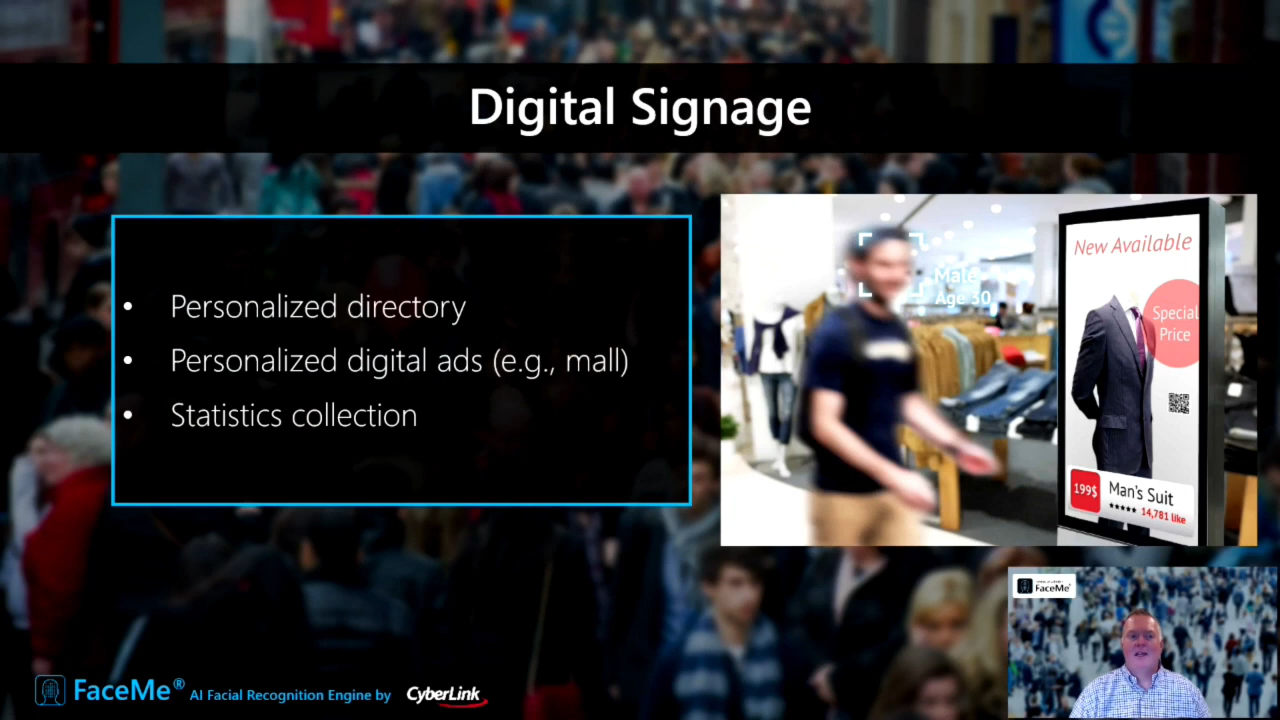 Digital Signage
• Personalized directory
• Personalized digital ads (e.g., mall)
• Statistics collection
Male
Age 30
New Available
Special
Price
199$
Man's Suit
★★★★★ 14,781 like
FaceMe® AI Facial Recognition Engine by CyberLink
FaceMe®